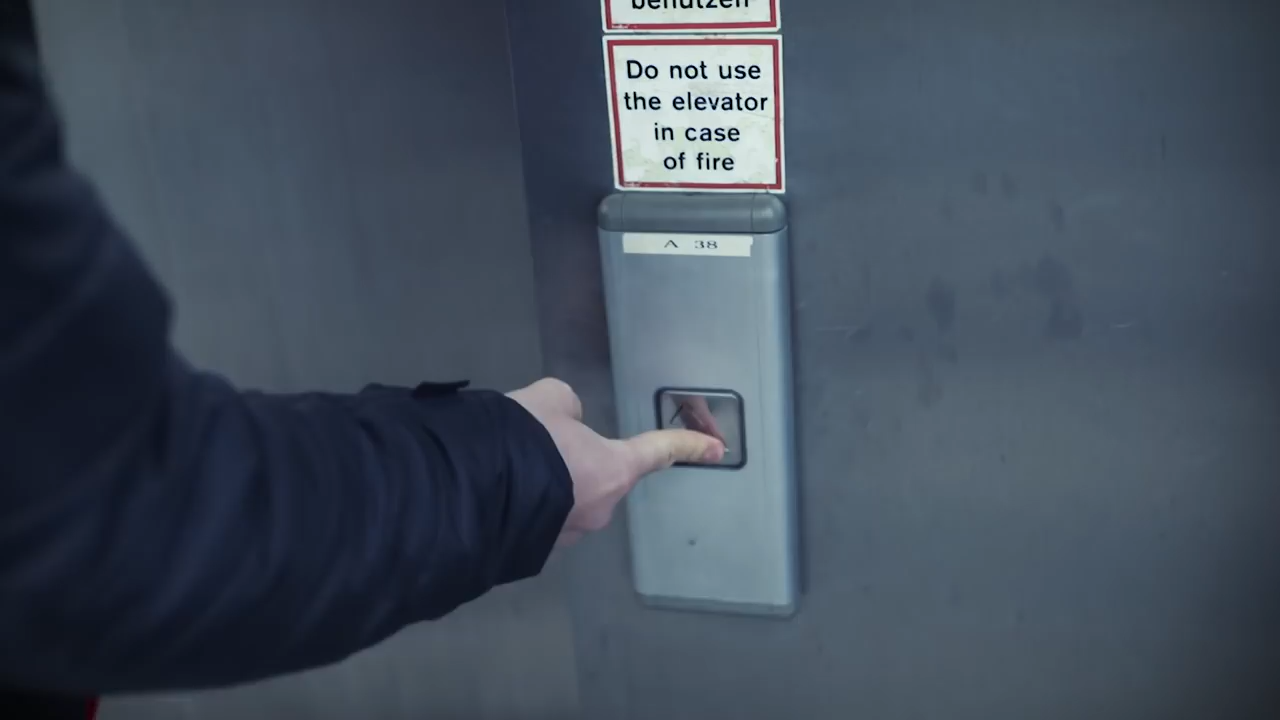 benutzen
Do not use
the elevator
in case
of fire
A 38